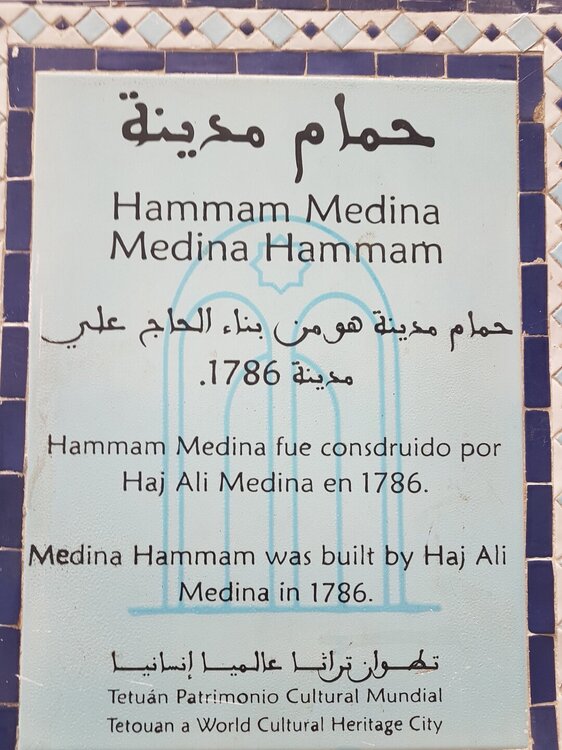 حمام مدينة
Hammam Medina
Medina Hammam
حمام مدينة هو من بناء الحاج علي
مدينة 1786.
Hammam Medina fue consdruido por
Haj Ali Medina en 1786.
Medina Hammam was built by Haj Ali
Medina in 1786.
تطوان تراثا عالميا إنسانيا
Tetuán Patrimonio Cultural Mundial
Tetouan a World Cultural Heritage City